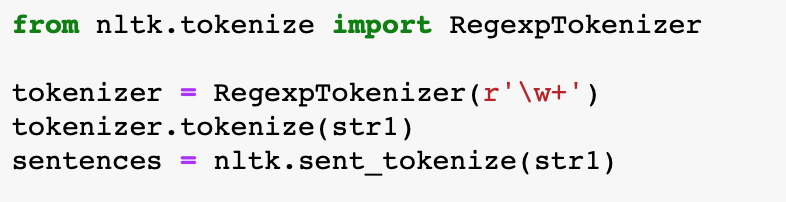 from nltk.tokenize import RegexpTokenizer
tokenizer = RegexpTokenizer(r'\w+')
tokenizer.tokenize(str1)
sentences = nltk.sent_tokenize(str1)